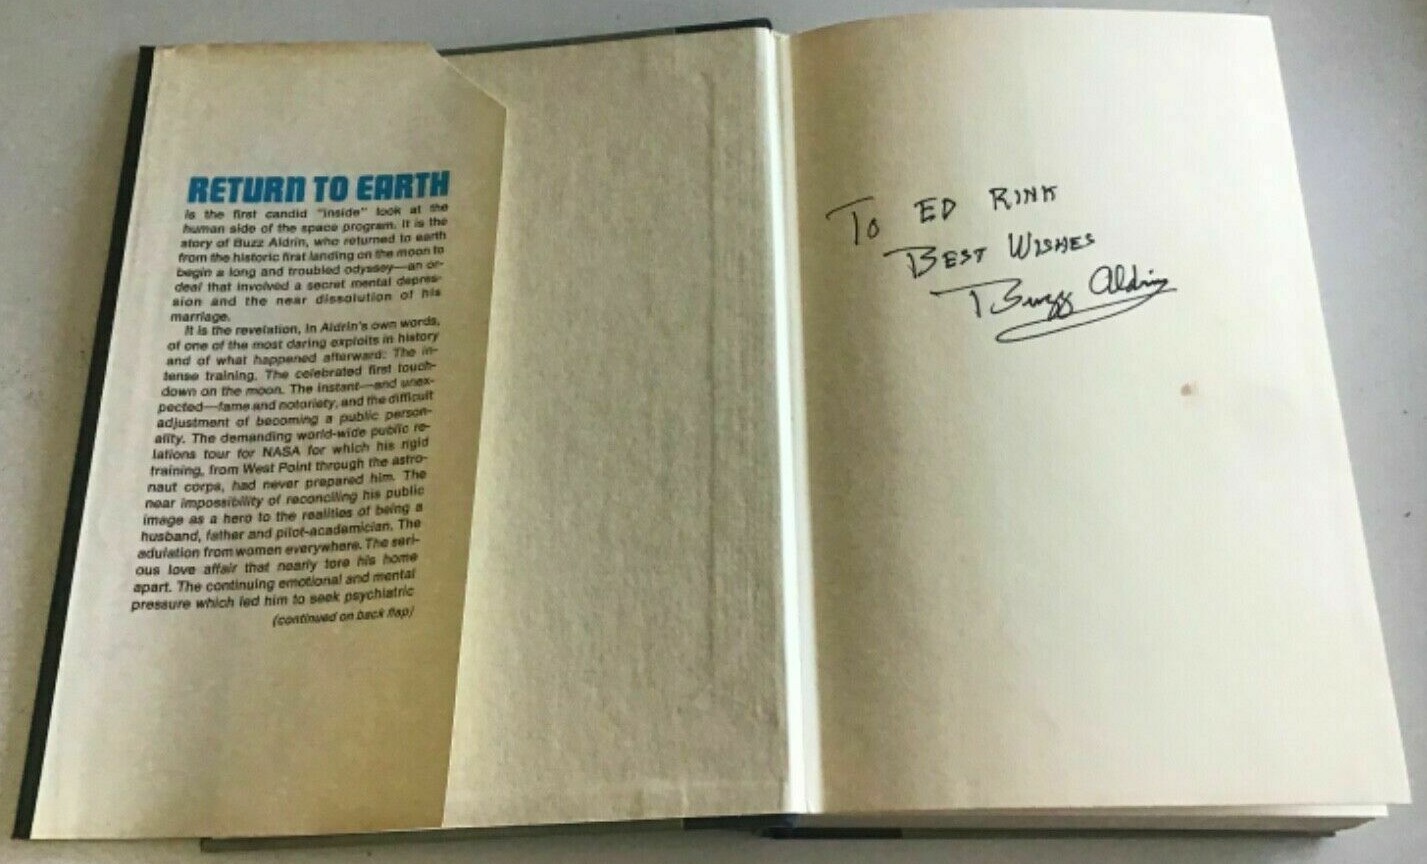 RETURN TO EARTH
is the first candid "inside" look at the
human side of the space program. It is the
story of Buzz Aldrin, who returned to earth
from the historic first landing on the moon to
begin a long and troubled odyssey—an or-
deal that involved a secret mental depres-
sion and the near dissolution of his
marriage.
It is the revelation, in Aldrin's own words,
of one of the most daring exploits in history
and of what happened afterward: The in-
tense training. The celebrated first touch-
down on the moon. The instant—and unex-
pected—fame and notoriety, and the difficult
adjustment of becoming a public person-
ality. The demanding world-wide public re-
lations tour for NASA for which his rigid
training, from West Point through the astro-
naut corps, had never prepared him. The
near impossibility of reconciling his public
image as a hero to the realities of being a
husband, father and pilot-academician. The
adulation from women everywhere. The seri-
ous love affair that nearly tore his home
apart. The continuing emotional and mental
pressure which led him to seek psychiatric
(continued on back flap)
TO ED RINK
BEST WISHES
Buzz Aldrin